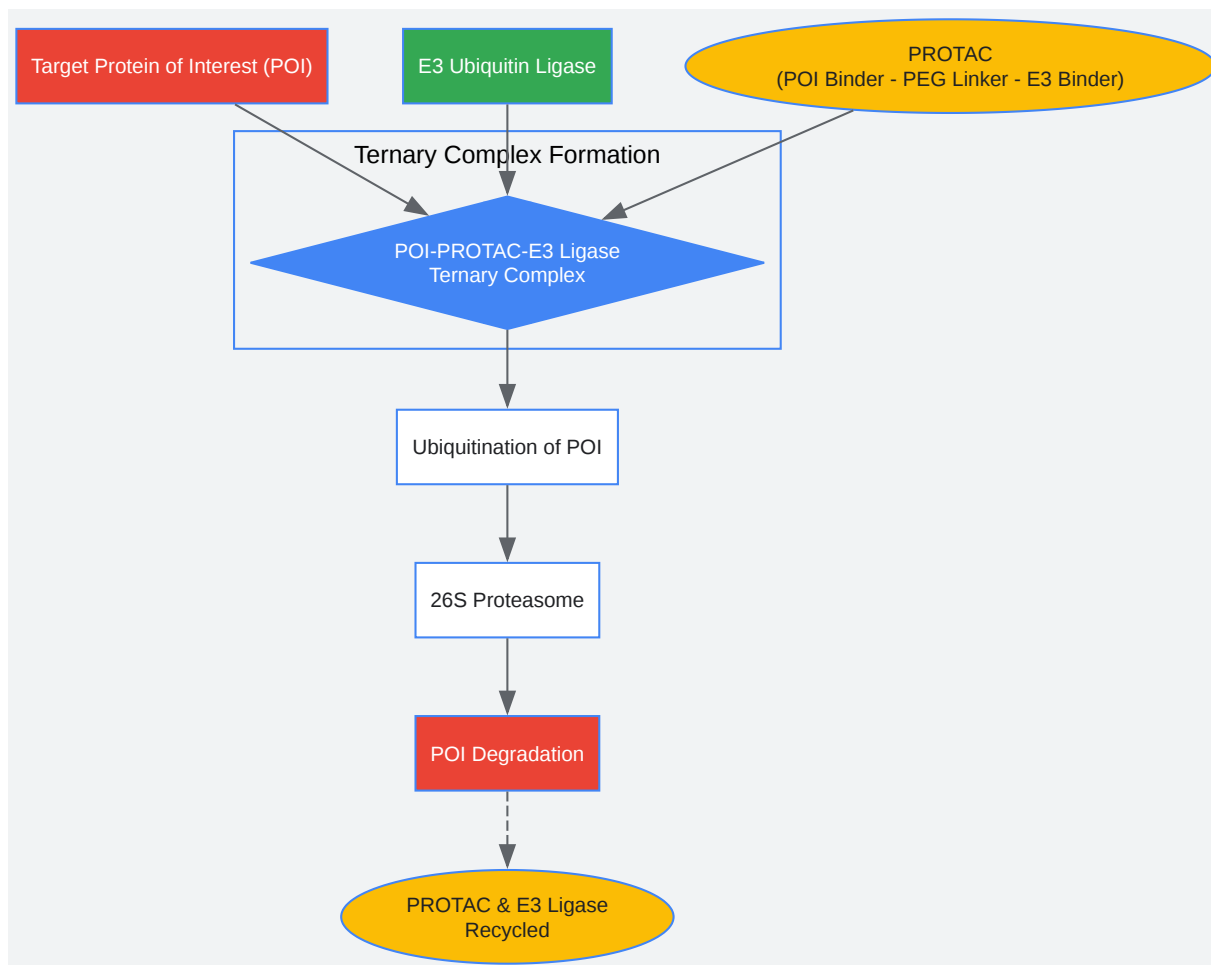 Target Protein of Interest (POI)
E3 Ubiquitin Ligase
PROTAC
(POI Binder - PEG Linker - E3 Binder)
Ternary Complex Formation
POI-PROTAC-E3 Ligase
Ternary Complex
Ubiquitination of POI
26S Proteasome
POI Degradation
PROTAC & E3 Ligase
Recycled